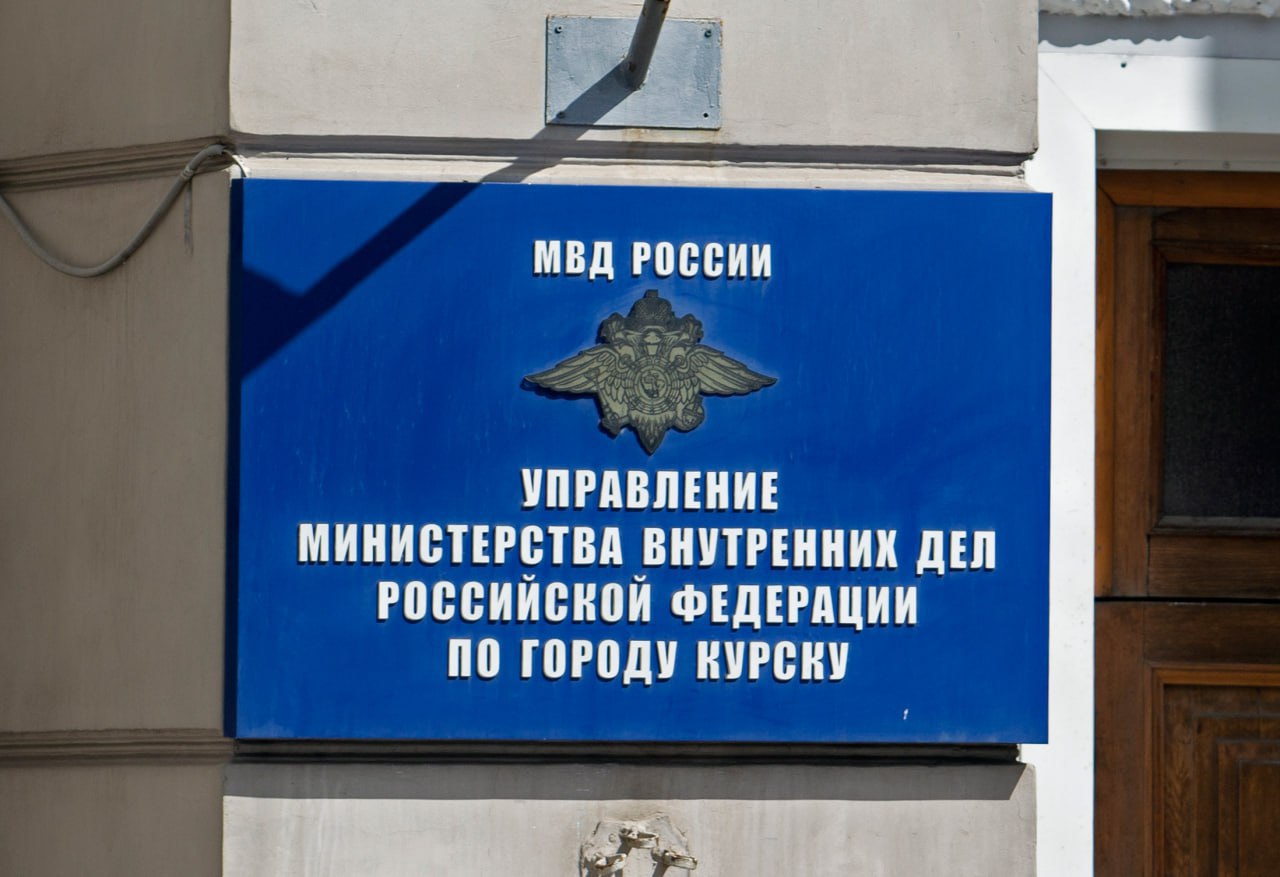 МВД РОССИИ
УПРАВЛЕНИЕ
МИНИСТЕРСТВА ВНУТРЕННИХ ДЕЛ
РОССИЙСКОЙ ФЕДЕРАЦИИ
ПО ГОРОДУ КУРСКУ